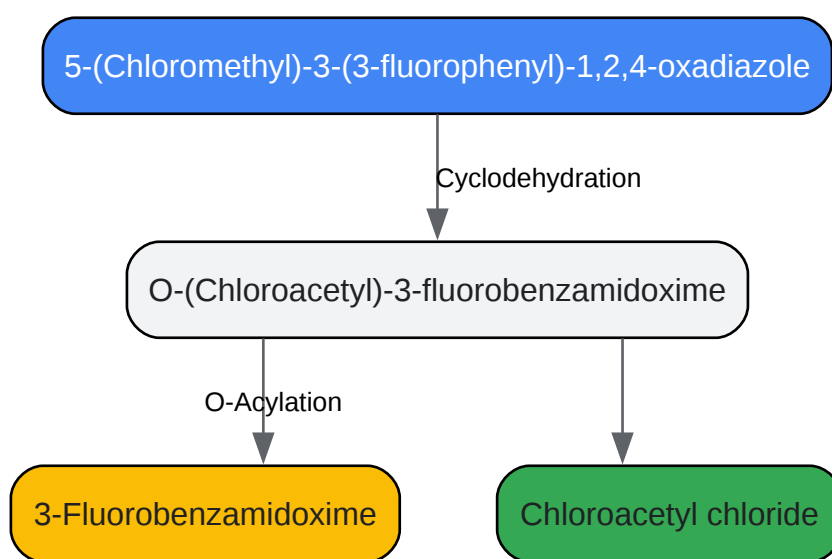 5-(Chloromethyl)-3-(3-fluorophenyl)-1,2,4-oxadiazole
Cyclodehydration
O-(Chloroacetyl)-3-fluorobenzamidoxime
O-Acylation
3-Fluorobenzamidoxime
Chloroacetyl chloride